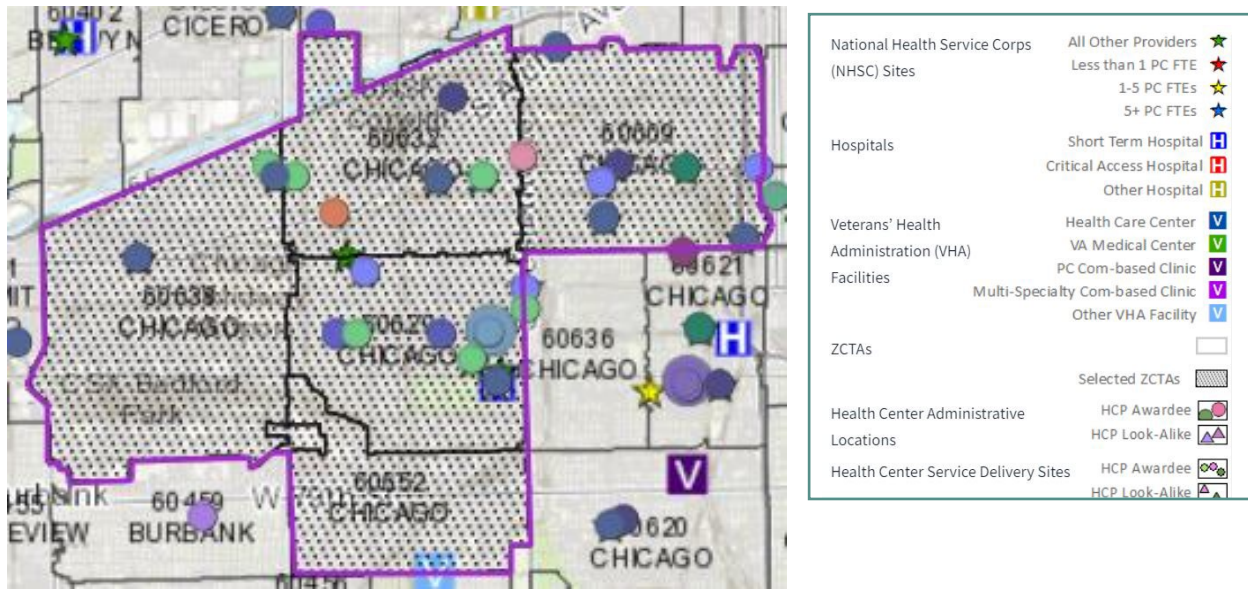 CICERO
60632
CHICAGO
60609
CHICAGO
60638
CHICAGO
60629
CHICAGO
60636
CHICAGO
CHICAGO
CSA Bedford
Park
60652
CHICAGO
BURBANK
EVIEW
CHICAGO
National Health Service Corps
(NHSC) Sites
All Other Providers
Less than 1 PC FTE
1-5 PC FTEs
5+ PC FTEs
Hospitals
Short Term Hospital H
Critical Access Hospital H
Other Hospital H
Veterans’ Health
Administration (VHA)
Facilities
Health Care Center V
VA Medical Center V
PC Com-based Clinic V
Multi-Specialty Com-based Clinic V
Other VHA Facility V
ZCTAs
Selected ZCTAs
Health Center Administrative
Locations
HCP Awardee
HCP Look-Alike
Health Center Service Delivery Sites
HCP Awardee
HCP Look-Alike